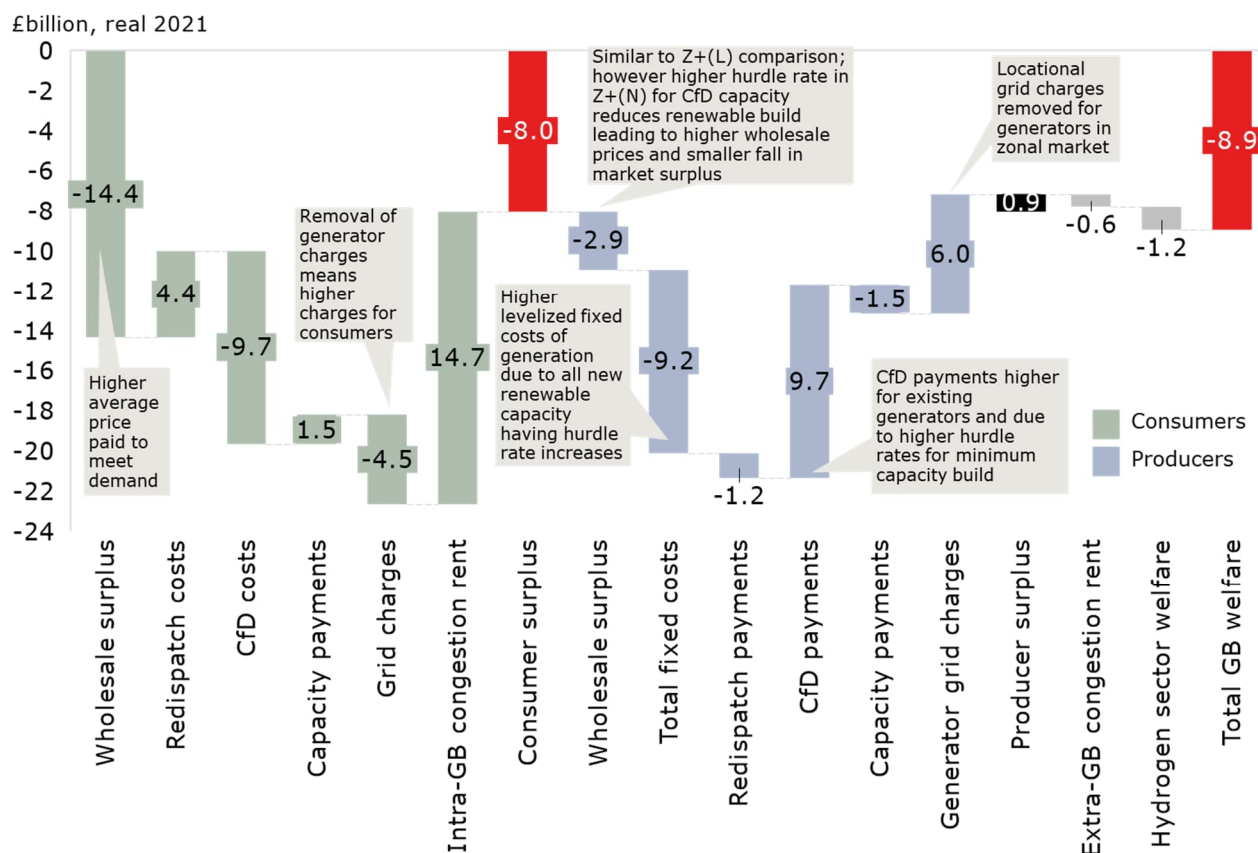 £billion, real 2021
0
-2
-4
-6
-8
-10
-12
-14
-16
-18
-20
-22
-24
-14.4
4.4
-9.7
1.5
-4.5
14.7
-8.0
-2.9
-9.2
-1.2
9.7
-1.5
6.0
0.9
-0.6
-1.2
-8.9
Higher
average
price
paid to
meet
demand
Removal of
generator
charges
means
higher
charges for
consumers
Similar to Z+(L) comparison;
however higher hurdle rate in
Z+(N) for CfD capacity
reduces renewable build
leading to higher wholesale
prices and smaller fall in
market surplus
Higher
levelized fixed
costs of
generation
due to all new
renewable
capacity
having hurdle
rate increases
CfD payments higher
for existing
generators and due
to higher hurdle
rates for minimum
capacity build
Locational
grid charges
removed for
generators in
zonal market
Consumers
Producers
Wholesale surplus
Redispatch costs
CfD costs
Capacity payments
Grid charges
Intra-GB congestion rent
Consumer surplus
Wholesale surplus
Total fixed costs
Redispatch payments
CfD payments
Capacity payments
Generator grid charges
Producer surplus
Extra-GB congestion rent
Hydrogen sector welfare
Total GB welfare